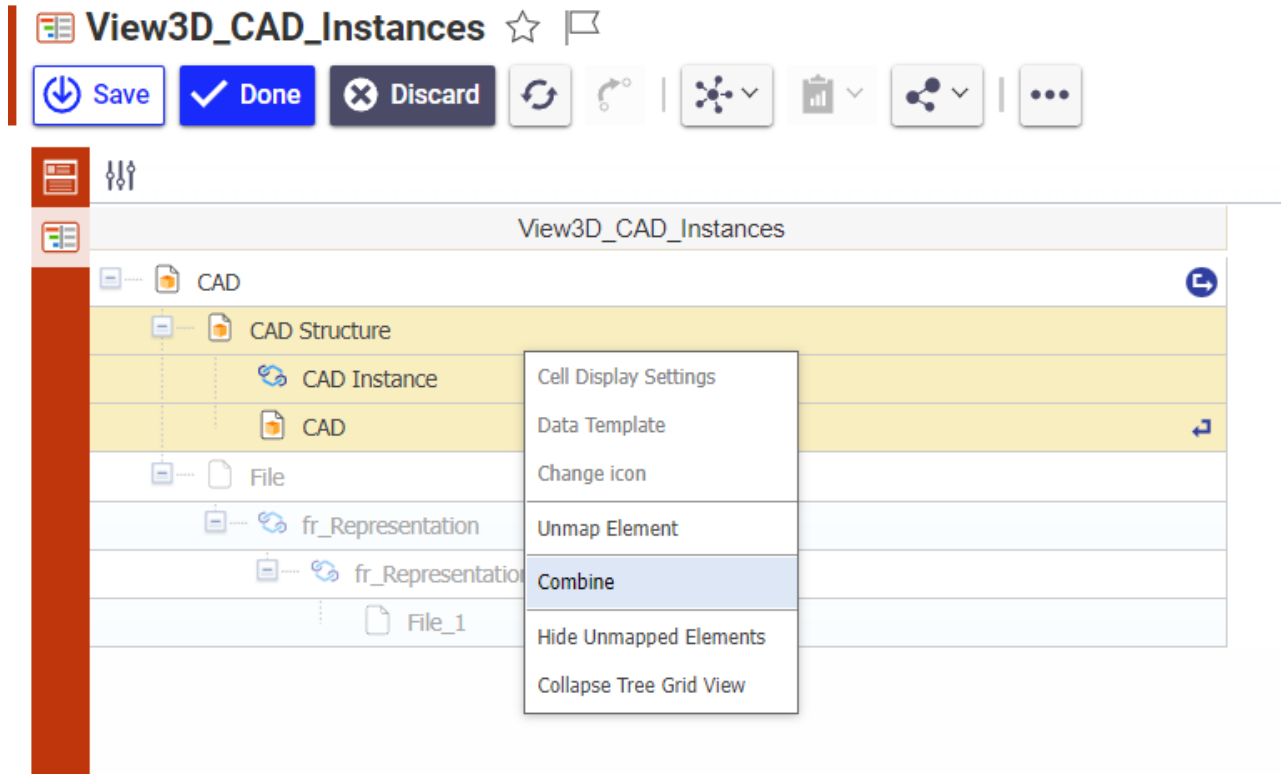 View3D_CAD_Instances
Save Done Discard
View3D_CAD_Instances
CAD
CAD Structure
CAD Instance
CAD
File
fr_Representation
fr_Representation
File_1
Cell Display Settings
Data Template
Change icon
Unmap Element
Combine
Hide Unmapped Elements
Collapse Tree Grid View